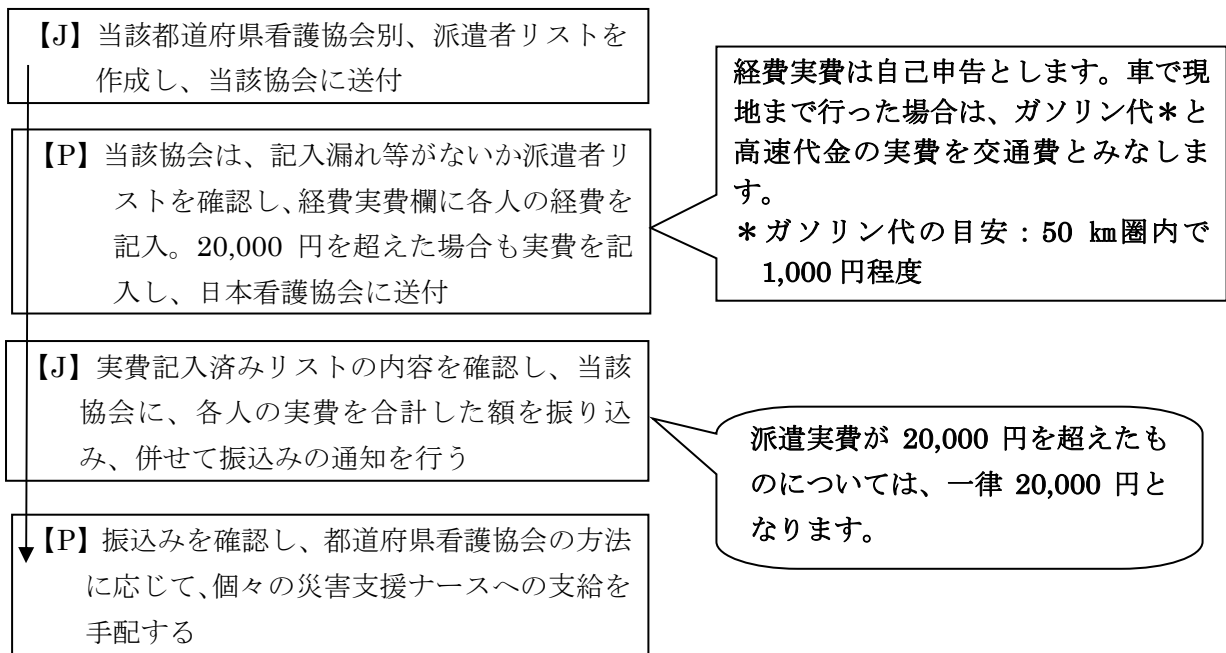 【J】当該都道府県看護協会別、派遣者リストを
作成し、当該協会に送付
【P】当該協会は、記入漏れ等がないか派遣者リ
ストを確認し、経費実費欄に各人の経費を
記入。20,000 円を超えた場合も実費を記
入し、日本看護協会に送付
経費実費は自己申告とします。車で現
地まで行った場合は、ガソリン代＊と
高速代金の実費を交通費とみなしま
す。
＊ガソリン代の目安：50 ㎞圏内で
1,000 円程度
【J】実費記入済みリストの内容を確認し、当該
協会に、各人の実費を合計した額を振り込
み、併せて振込みの通知を行う
派遣実費が 20,000 円を超えたも
のについては、一律 20,000 円と
なります。
【P】振込みを確認し、都道府県看護協会の方法
に応じて、個々の災害支援ナースへの支給を
手配する